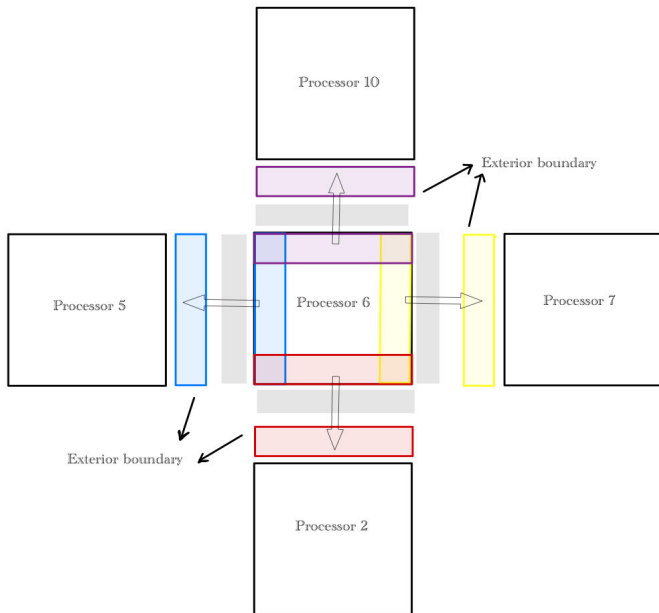 Processor 10
Exterior boundary
Processor 5
Processor 6
Processor 7
Exterior boundary
Processor 2